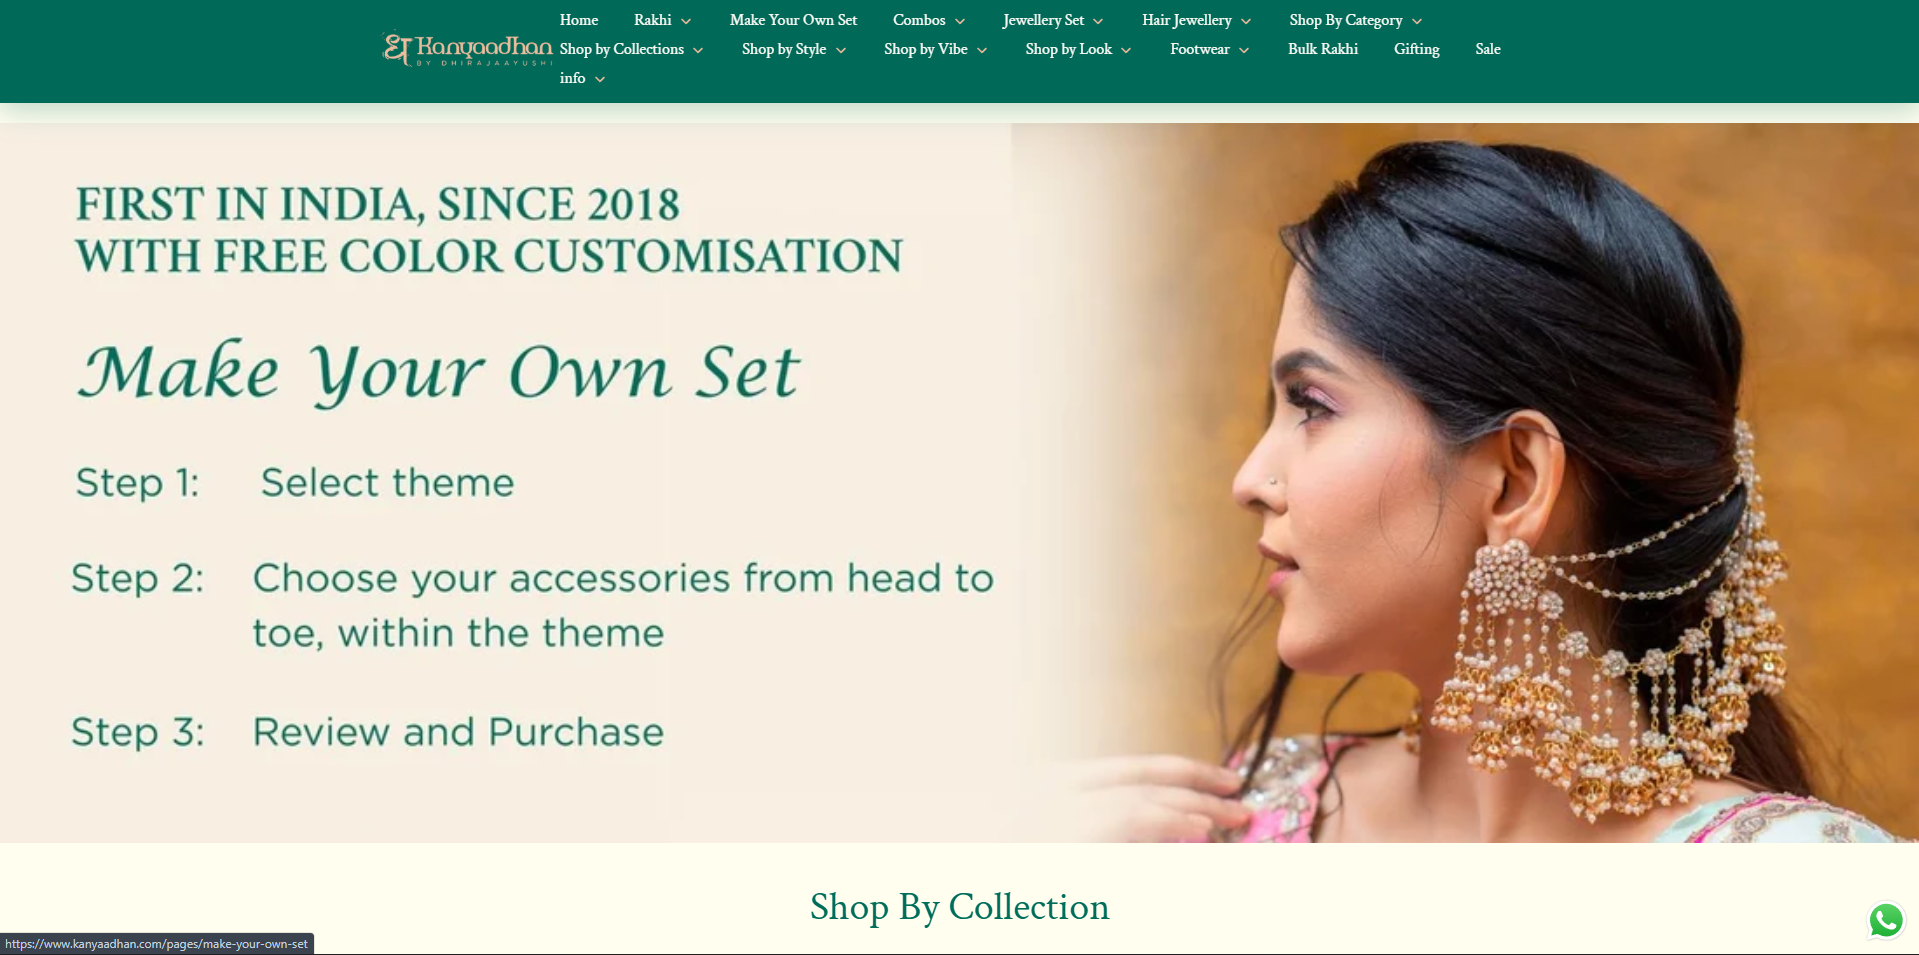 Home Rakhi Make Your Own Set Combos Jewellery Set Hair Jewellery Shop By Category
Kanyaadhan
BY DHIRAJAAYUSHI
Shop by Collections Shop by Style Shop by Vibe Shop by Look Footwear Bulk Rakhi Gifting Sale
info
FIRST IN INDIA, SINCE 2018
WITH FREE COLOR CUSTOMISATION
Make Your Own Set
Step 1: Select theme
Step 2: Choose your accessories from head to
toe, within the theme
Step 3: Review and Purchase
Shop By Collection
https://www.kanyaadhan.com/pages/make-your-own-set